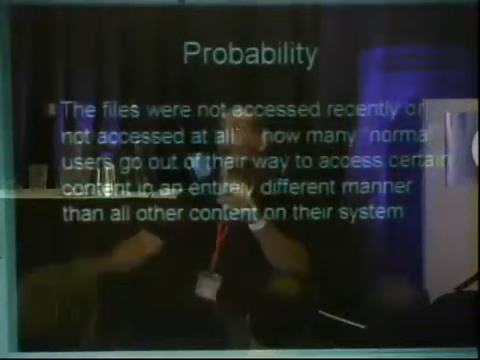 Probability
The files were not accessed recently or
not accessed at all" how many "norma
users go out of their way to access certain
content in an entirely different manner
than all other content on their system